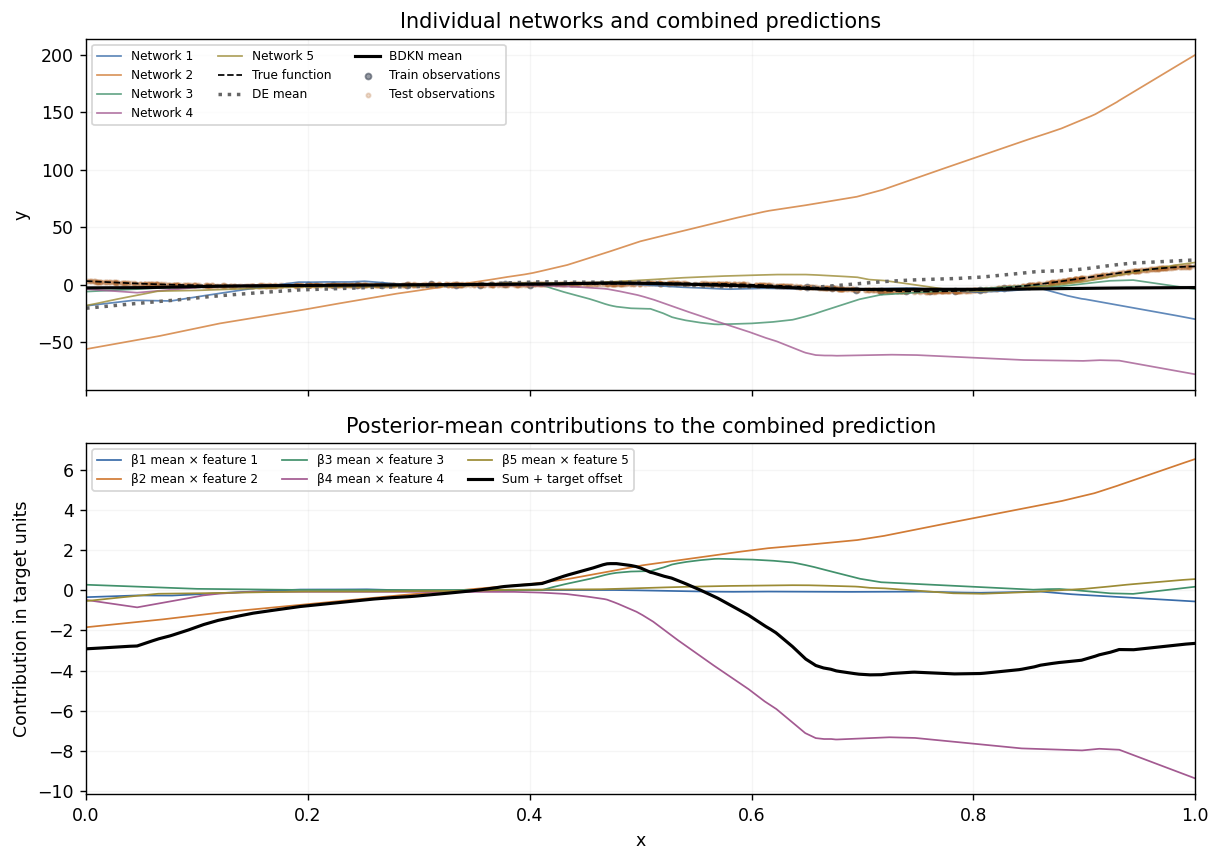 Individual networks and combined predictions
200
150
100
50
0
−50
y
Network 1
Network 2
Network 3
Network 4
Network 5
True function
DE mean
BDKN mean
Train observations
Test observations
Posterior-mean contributions to the combined prediction
6
4
2
0
−2
−4
−6
−8
−10
Contribution in target units
β1 mean × feature 1
β2 mean × feature 2
β3 mean × feature 3
β4 mean × feature 4
β5 mean × feature 5
Sum + target offset
0.0 0.2 0.4 0.6 0.8 1.0
x